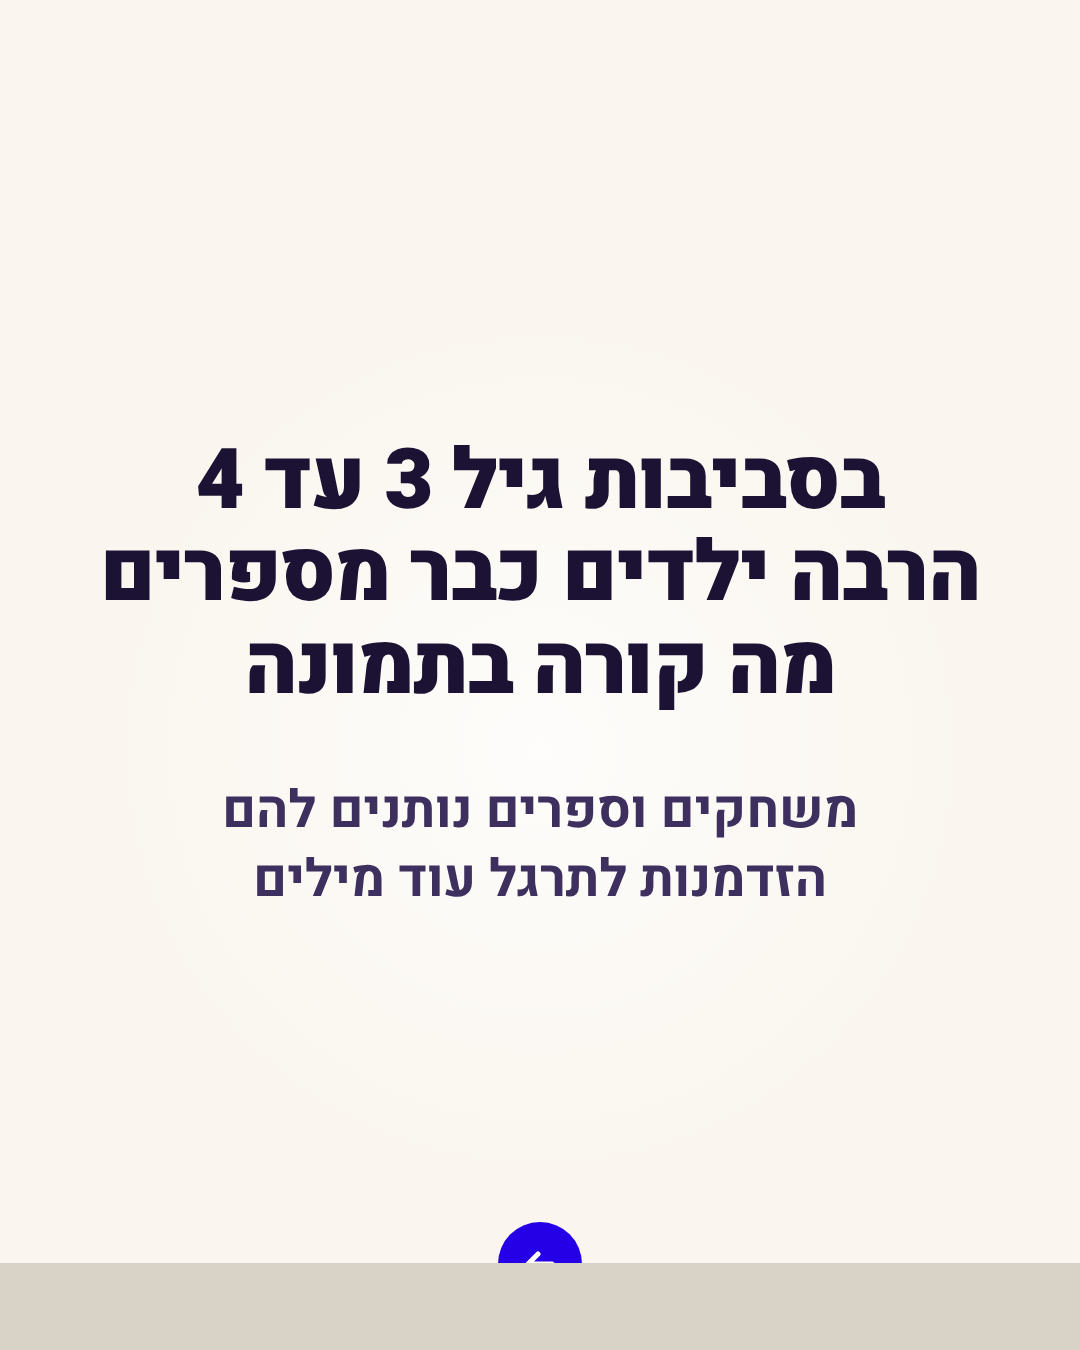 בסביבות גיל 3 עד 4
הרבה ילדים כבר מספרים
מה קורה בתמונה
משחקים וספרים נותנים להם
הזדמנות לתרגל עוד מילים